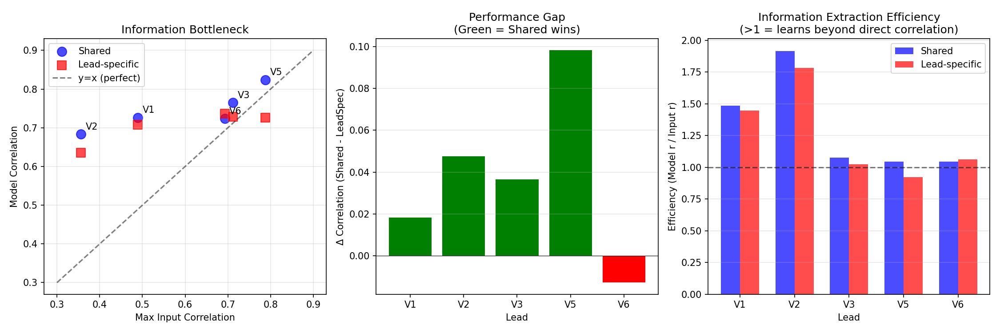 Information Bottleneck
Shared
Lead-specific
y=x (perfect)
V5
V3
V6
V1
V2
0.9
0.8
0.7
0.6
0.5
0.4
0.3
Model Correlation
0.3 0.4 0.5 0.6 0.7 0.8 0.9
Max Input Correlation
Performance Gap
(Green = Shared wins)
0.10
0.08
0.06
0.04
0.02
0.00
Δ Correlation (Shared - LeadSpec)
V1 V2 V3 V5 V6
Lead
Information Extraction Efficiency
(>1 = learns beyond direct correlation)
Shared
Lead-specific
2.00
1.75
1.50
1.25
1.00
0.75
0.50
0.25
0.00
Efficiency (Model r / Input r)
V1 V2 V3 V5 V6
Lead